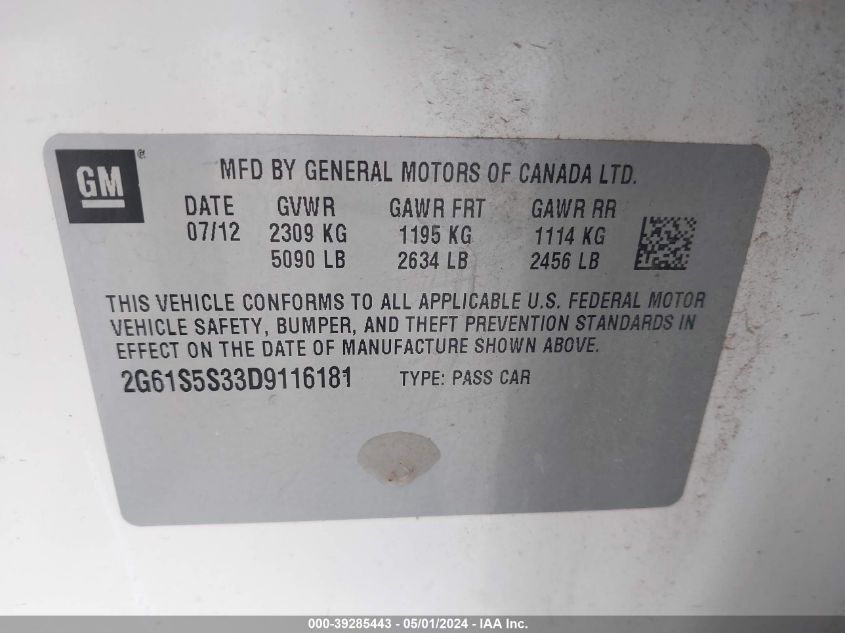 GM ®
MFD BY GENERAL MOTORS OF CANADA LTD.
DATE GVWR GAWR FRT GAWR RR
07/12 2309 KG 1195 KG 1114 KG
5090 LB 2634 LB 2456 LB
THIS VEHICLE CONFORMS TO ALL APPLICABLE U.S. FEDERAL MOTOR
VEHICLE SAFETY, BUMPER, AND THEFT PREVENTION STANDARDS IN
EFFECT ON THE DATE OF MANUFACTURE SHOWN ABOVE.
2G61S5S33D9116181 TYPE: PASS CAR
000-39285443 - 05/01/2024 - IAA Inc.